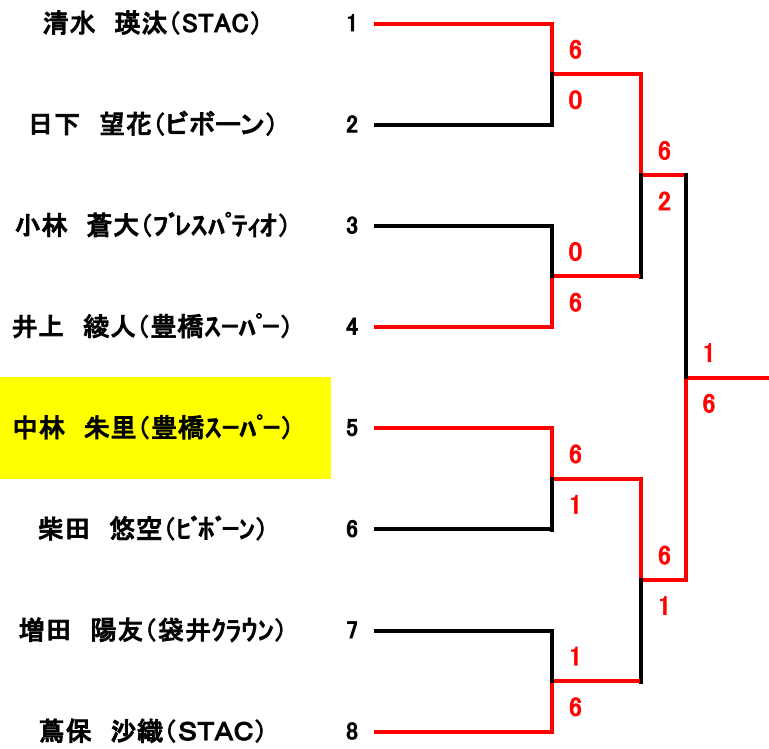 清水　瑛汰(STAC) 1
6
0
日下　望花(ビボーン) 2
6
2
小林　蒼大(ﾌﾞﾚｽﾊﾟﾃｨｵ) 3
0
6
井上　綾人(豊橋ｽｰﾊﾟｰ) 4
1
6
中林　朱里(豊橋ｽｰﾊﾟｰ) 5
6
1
柴田　悠空(ﾋﾞﾎﾞｰﾝ) 6
6
1
増田　陽友(袋井ｸﾗｳﾝ) 7
1
6
蔦保　沙織(ＳＴＡＣ) 8